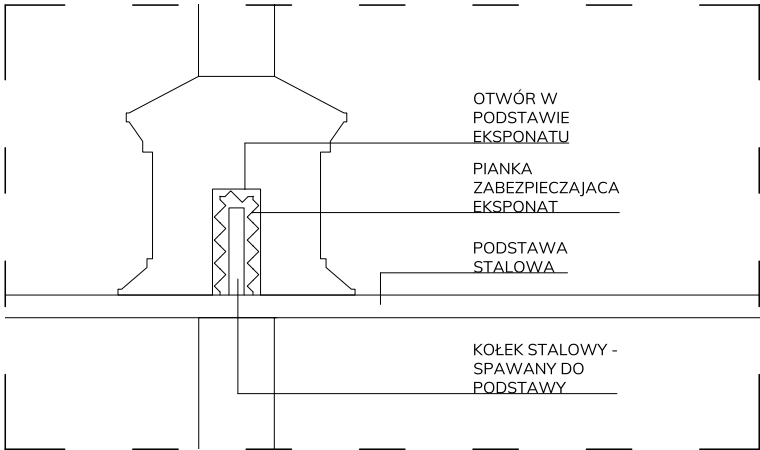 OTWÓR W
PODSTAWIE
EKSPONATU
PIANKA
ZABEZPIECZAJACA
EKSPONAT
PODSTAWA
STALOWA
KOŁEK STALOWY -
SPAWANY DO
PODSTAWY